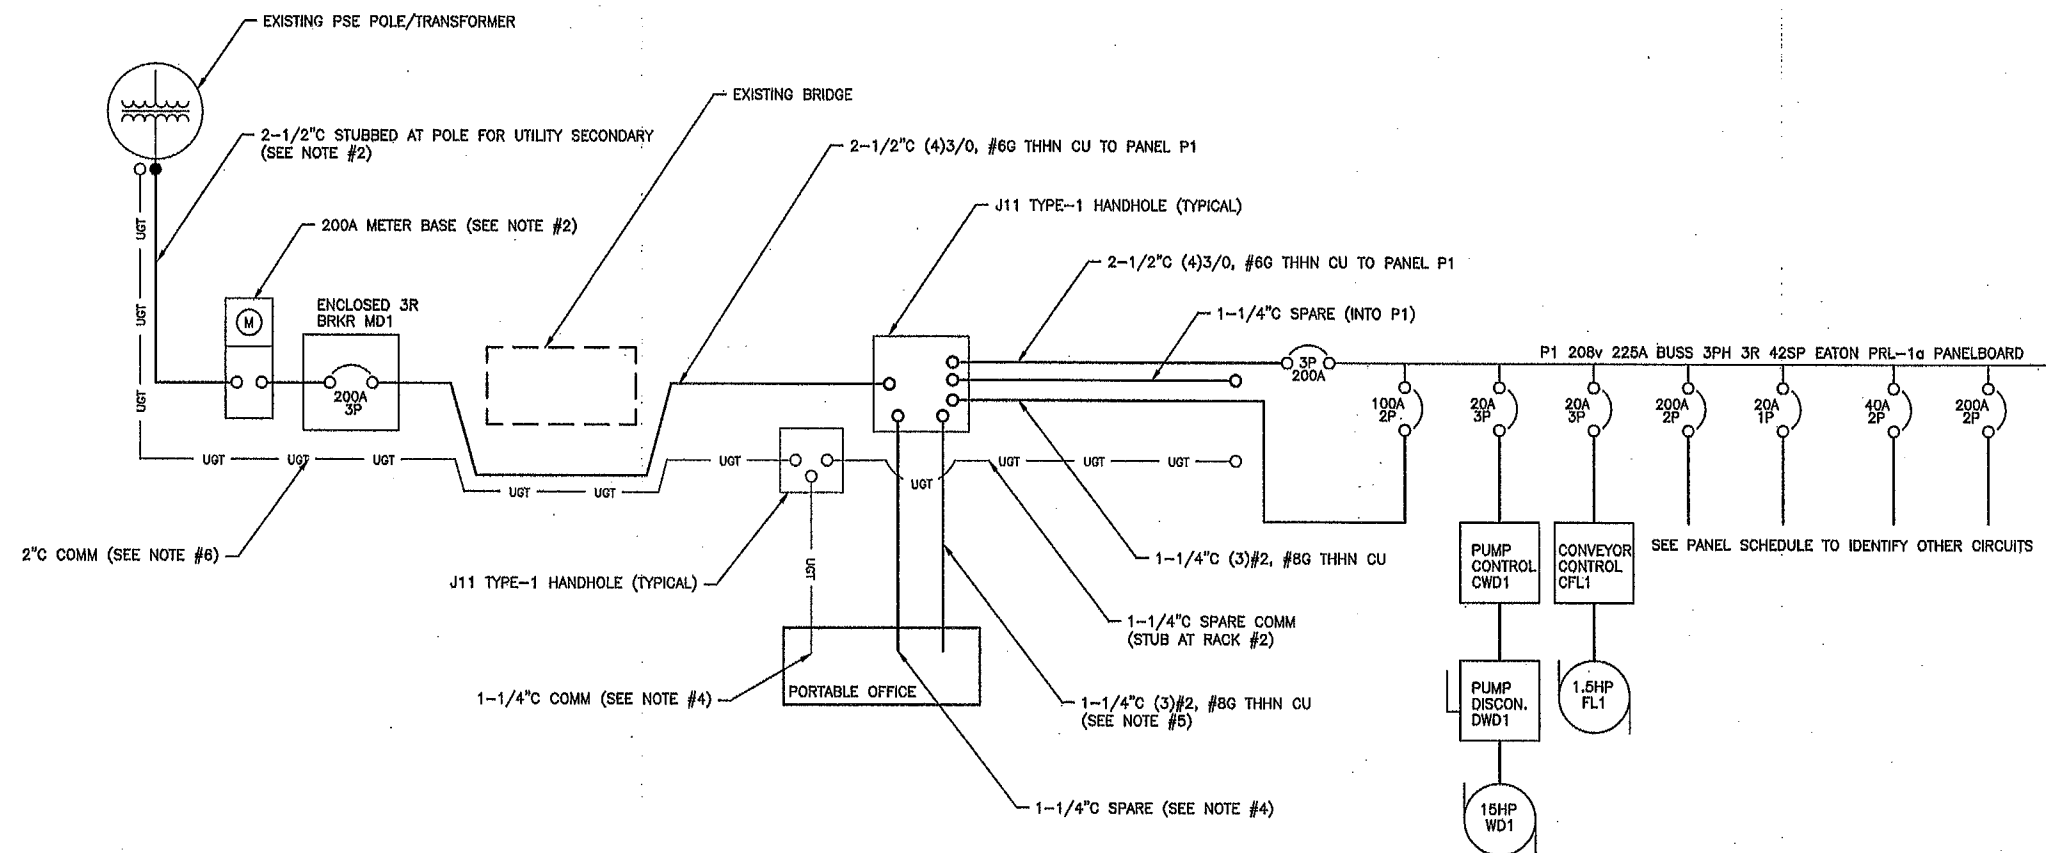 EXISTING PSE POLE/TRANSFORMER
EXISTING BRIDGE
2-1/2"C STUBBED AT POLE FOR UTILITY SECONDARY
(SEE NOTE #2)
2-1/2"C (4)3/0, #6G THHN CU TO PANEL P1
J11 TYPE-1 HANDHOLE (TYPICAL)
200A METER BASE (SEE NOTE #2)
2-1/2"C (4)3/0, #6G THHN CU TO PANEL P1
UGT
UGT
UGT
M
ENCLOSED 3R
BRKR MD1
200A
3P
1-1/4"C SPARE (INTO P1)
3P
200A
P1 208v 225A BUSS 3PH 3R 42SP EATON PRL-1a PANELBOARD
100A
2P
20A
3P
20A
3P
200A
2P
20A
1P
40A
2P
200A
2P
UGT
UGT
UGT
UGT
UGT
UGT
UGT
UGT
UGT
UGT
UGT
2"C COMM (SEE NOTE #6)
J11 TYPE-1 HANDHOLE (TYPICAL)
1-1/4"C (3)#2, #8G THHN CU
PUMP
CONTROL
CWD1
CONVEYOR
CONTROL
CFL1
SEE PANEL SCHEDULE TO IDENTIFY OTHER CIRCUITS
1-1/4"C SPARE COMM
(STUB AT RACK #2)
1-1/4"C COMM (SEE NOTE #4)
PORTABLE OFFICE
1-1/4"C (3)#2, #8G THHN CU
(SEE NOTE #5)
PUMP
DISCON.
DWD1
1.5HP
FL1
1-1/4"C SPARE (SEE NOTE #4)
15HP
WD1